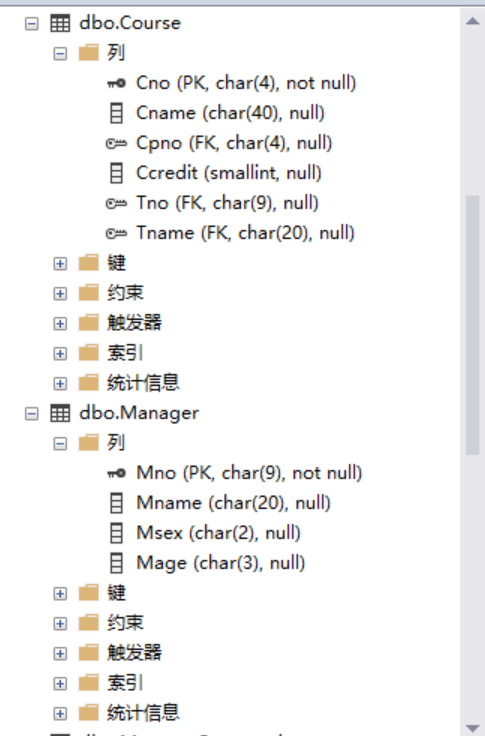 dbo.Course
列
Cno (PK, char(4), not null)
Cname (char(40), null)
Cpno (FK, char(4), null)
Ccredit (smallint, null)
Tno (FK, char(9), null)
Tname (FK, char(20), null)
键
约束
触发器
索引
统计信息
dbo.Manager
列
Mno (PK, char(9), not null)
Mname (char(20), null)
Msex (char(2), null)
Mage (char(3), null)
键
约束
触发器
索引
统计信息